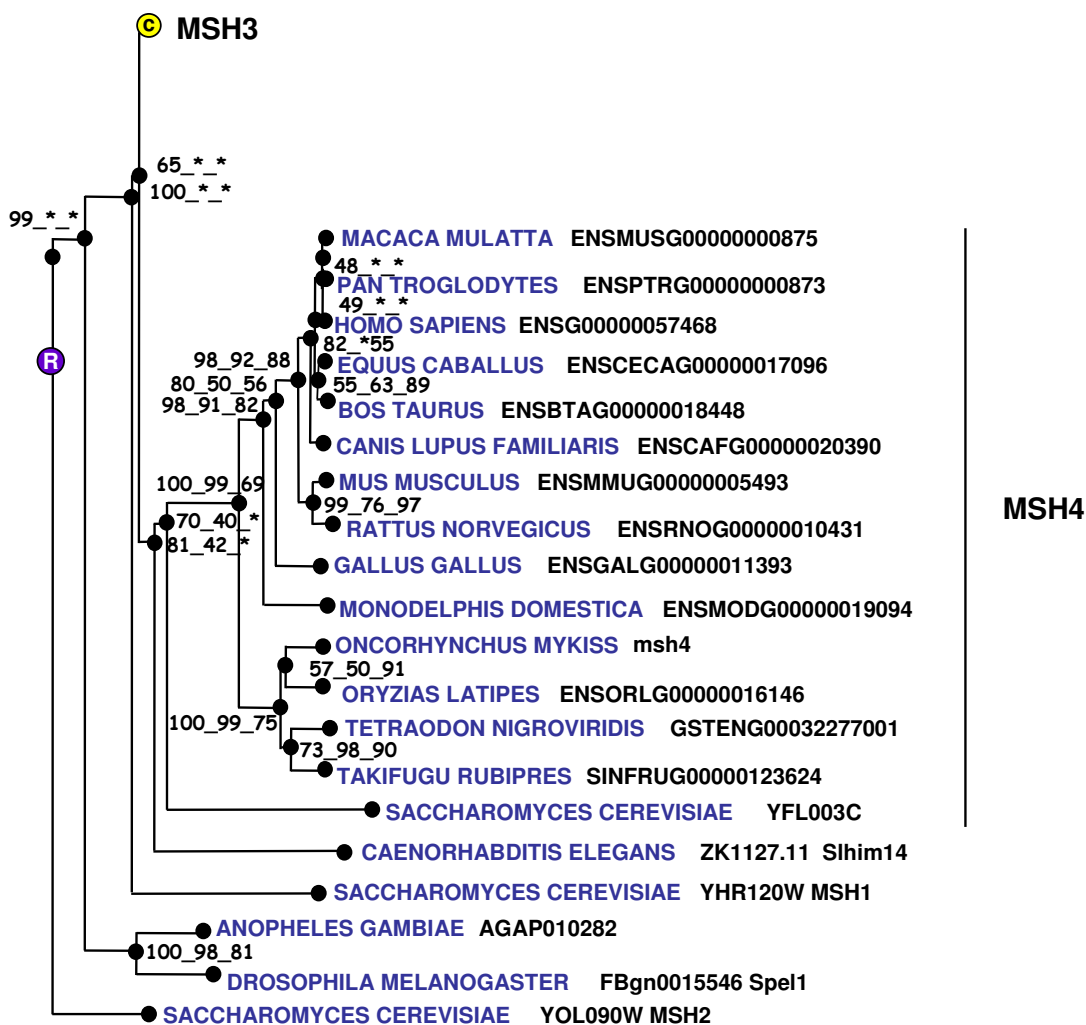 C MSH3
65_*_*
100_*_*
99_*_*
MACACA MULATTA ENSMUSG00000000875
48_*_*
PAN TROGLODYTES ENSPTRG00000000873
49_*_*
HOMO SAPIENS ENSG00000057468
82_*55
R
98_92_88
EQUUS CABALLUS ENSCECAG00000017096
80_50_56
55_63_89
98_91_82
BOS TAURUS ENSBTAG00000018448
CANIS LUPUS FAMILIARIS ENSCAFG00000020390
MUS MUSCULUS ENSMMUG00000005493
100_99_69
99_76_97
MSH4
70_40_*
RATTUS NORVEGICUS ENSRNOG00000010431
81_42_*
GALLUS GALLUS ENSGALG00000011393
MONODELPHIS DOMESTICA ENSMODG00000019094
ONCORHYNCHUS MYKISS msh4
57_50_91
ORYZIAS LATIPES ENSORLG00000016146
100_99_75
TETRAODON NIGROVIRIDIS GSTENG00032277001
73_98_90
TAKIFUGU RUBIPRES SINFRUG00000123624
SACCHAROMYCES CEREVISIAE YFL003C
CAENORHABDITIS ELEGANS ZK1127.11 Slhim14
SACCHAROMYCES CEREVISIAE YHR120W MSH1
ANOPHELES GAMBIAE AGAP010282
100_98_81
DROSOPHILA MELANOGASTER FBgn0015546 Spel1
SACCHAROMYCES CEREVISIAE YOL090W MSH2